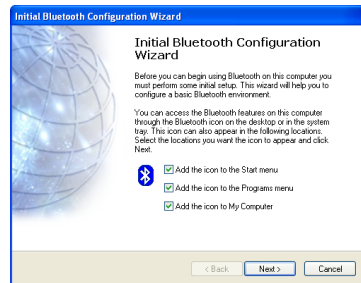 Initial Bluetooth Configuration Wizard
Initial Bluetooth Configuration
Wizard
Before you can begin using Bluetooth on this computer you
must perform some initial setup. This wizard will help you to
configure a basic Bluetooth environment.
You can access the Bluetooth features on this computer
through the Bluetooth icon on the desktop or in the system
tray. This icon can also appear in the following locations.
Select the locations you want the icon to appear and click
Next.
Add the icon to the Start menu
Add the icon to the Programs menu
Add the icon to My Computer
< Back
Next >
Cancel